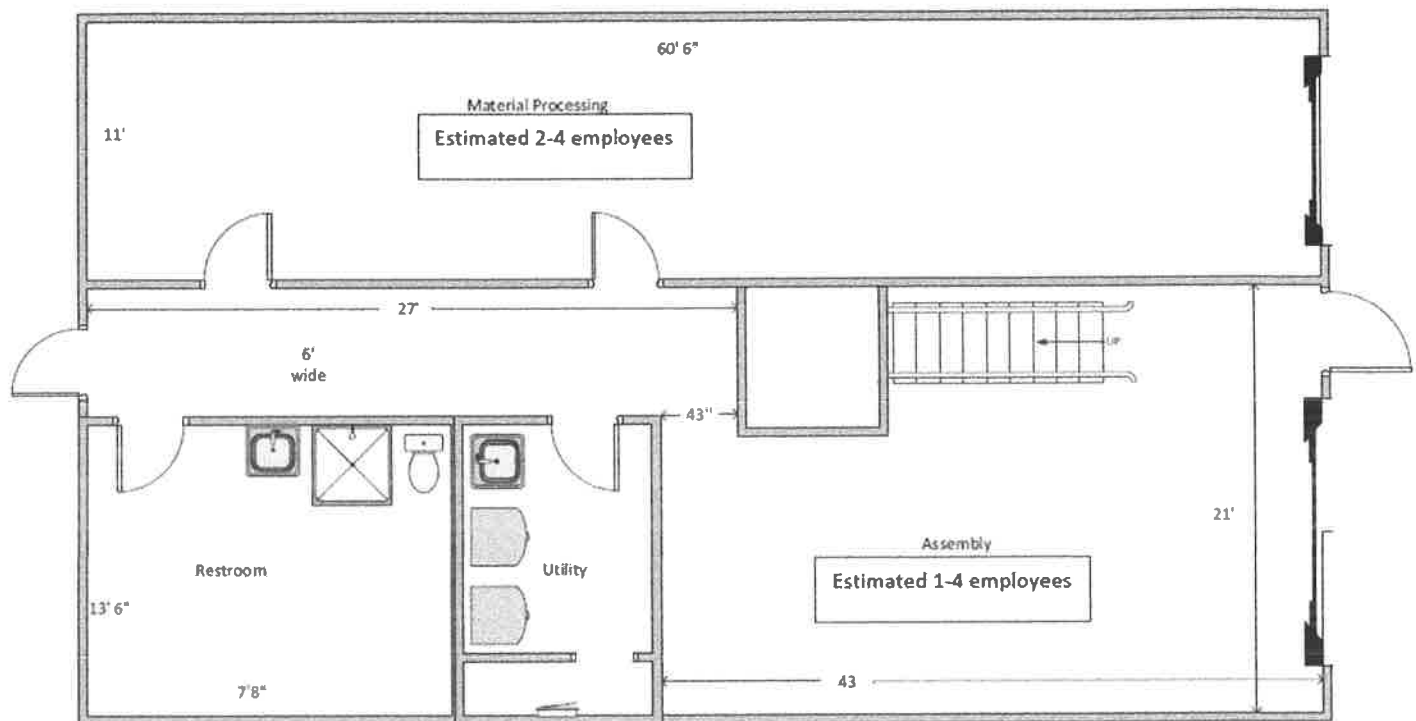 60' 6"
Material Processing
Estimated 2-4 employees
11'
27'
6'
wide
UP
43"
21'
Assembly
Estimated 1-4 employees
Restroom
Utility
13' 6"
7'8"
43